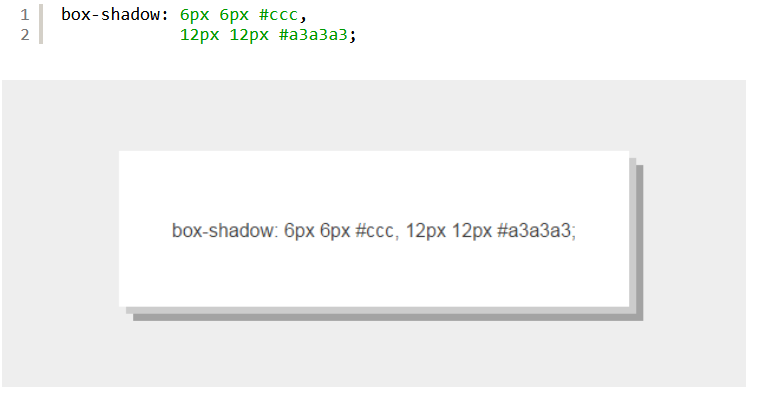 1 box-shadow: 6px 6px #ccc,
2 12px 12px #a3a3a3;
box-shadow: 6px 6px #ccc, 12px 12px #a3a3a3;